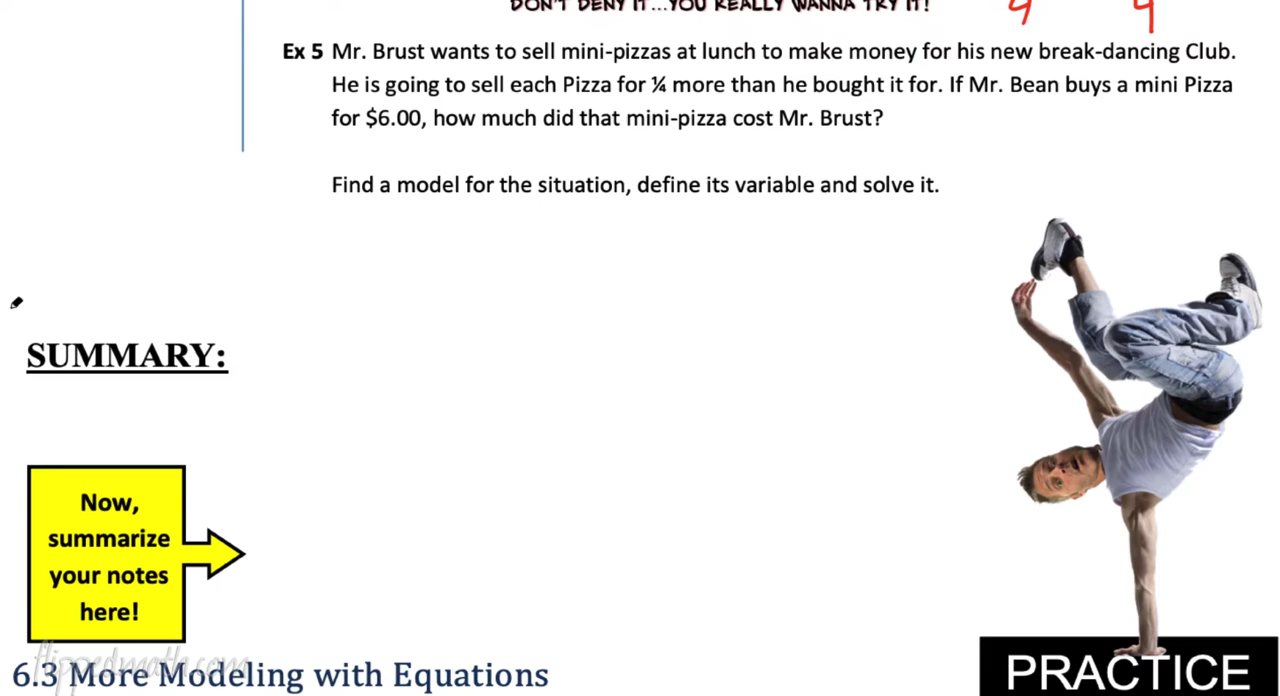 DON'T DENY IT...YOU REALLY WANNA TRY IT!
4 4
Ex 5 Mr. Brust wants to sell mini-pizzas at lunch to make money for his new break-dancing Club.
He is going to sell each Pizza for ¼ more than he bought it for. If Mr. Bean buys a mini Pizza
for $6.00, how much did that mini-pizza cost Mr. Brust?
Find a model for the situation, define its variable and solve it.
SUMMARY:
Now,
summarize
your notes
here!
flippedmath.com
6.3 More Modeling with Equations
PRACTICE